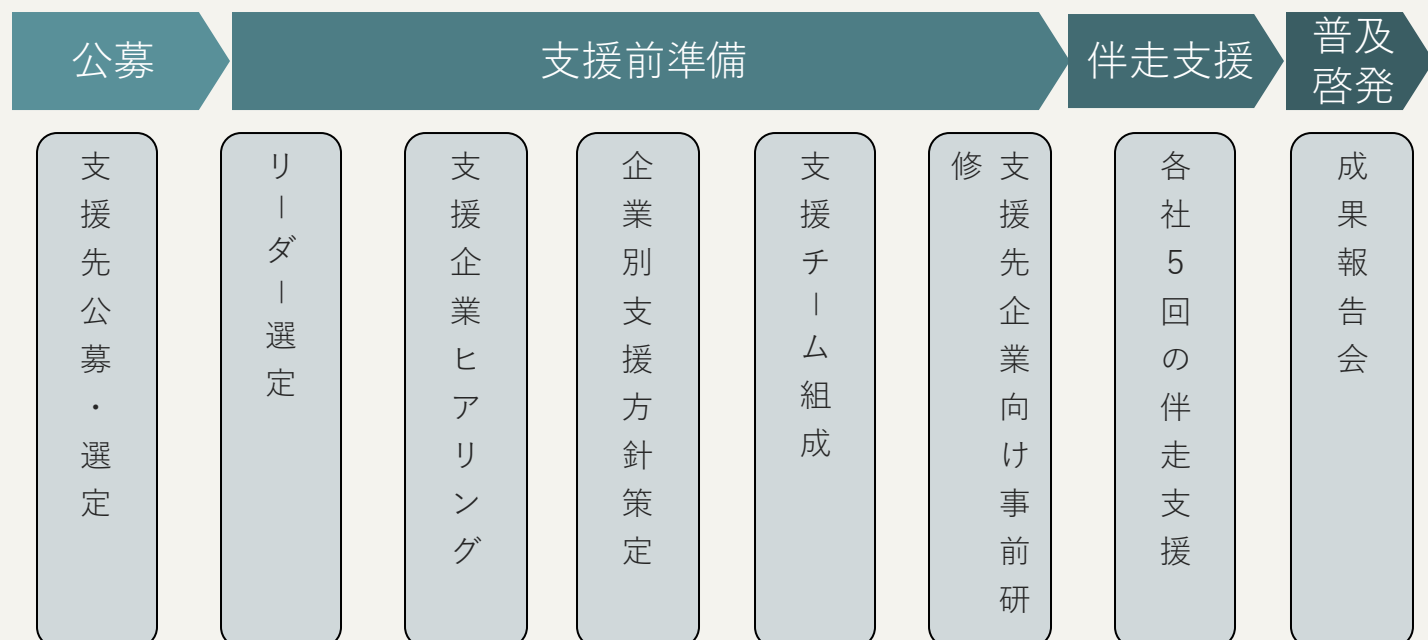 公募
支援前準備
伴走支援
普及
啓発
支援先公募・選定
リーダー選定
支援企業ヒアリング
企業別支援方針策定
支援チーム組成
支援先企業向け事前研
修
各社5回の伴走支援
成果報告会